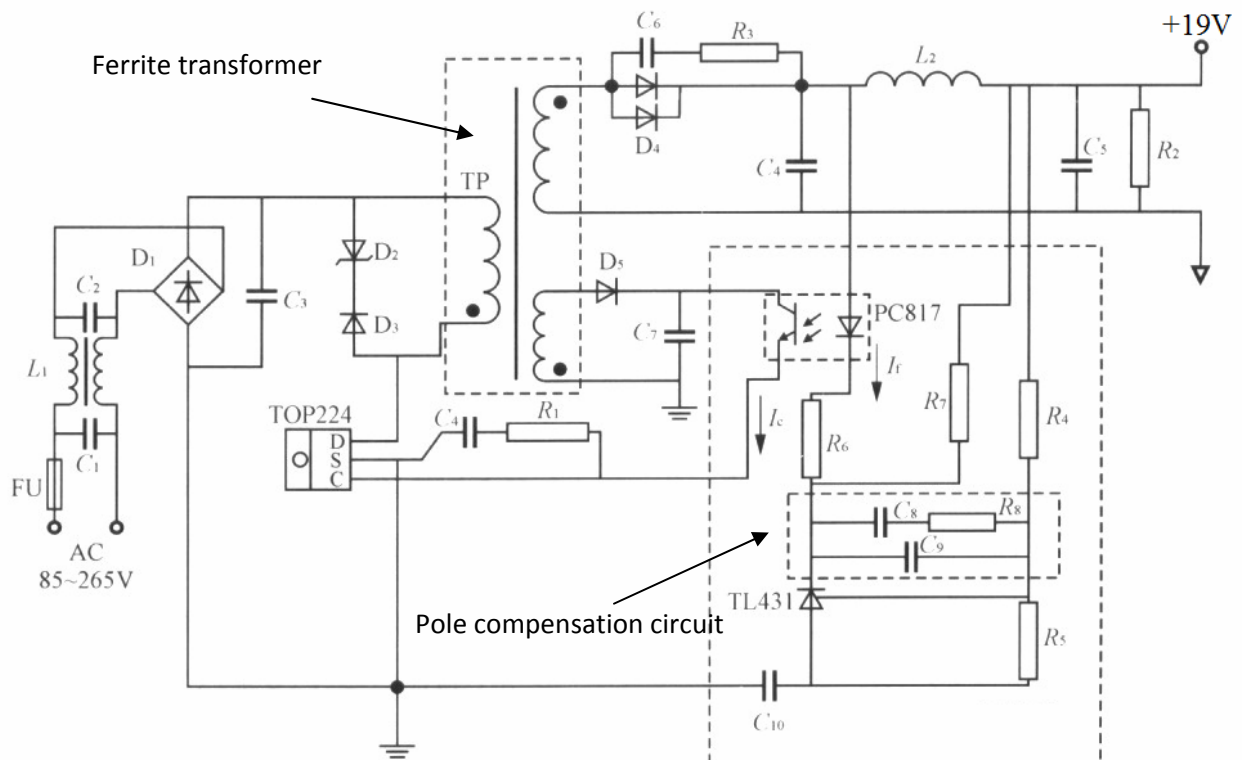 +19V
C6
R3
L2
Ferrite transformer
D4
C4
C5
R2
TP
D1
D2
D5
C2
C3
PC817
D3
C7
If
L1
R7
TOP224
C4
R1
R4
D
Ic
R6
S
C1
C
FU
C8
R8
AC
C9
85~265V
TL431
Pole compensation circuit
R5
C10